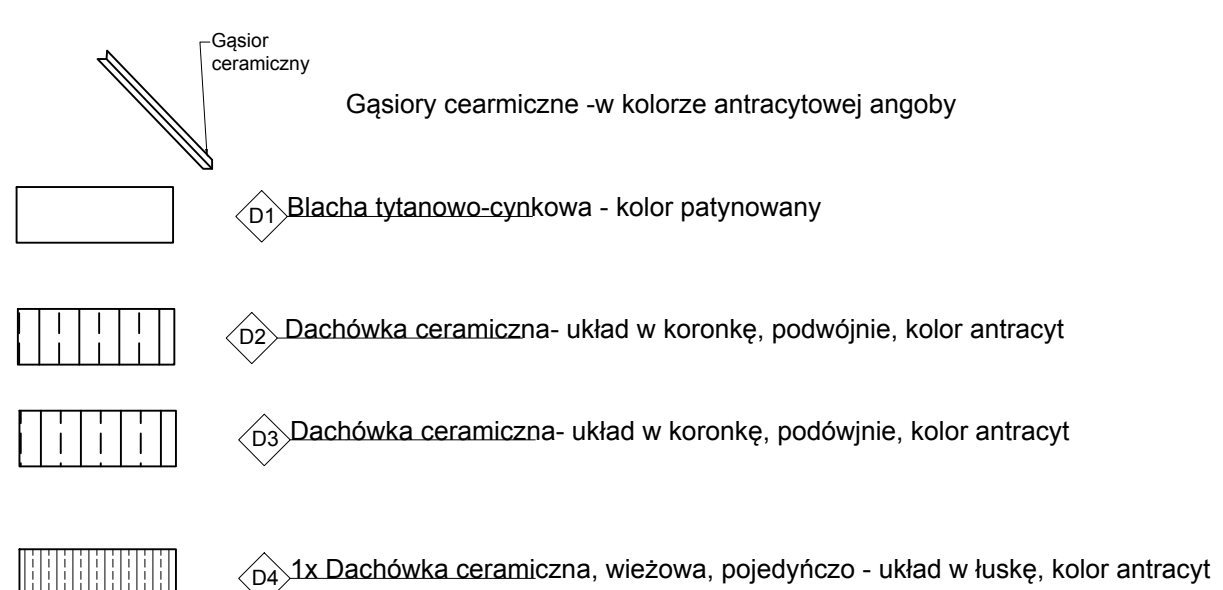 Gąsior
ceramiczny
Gąsiory cearmiczne -w kolorze antracytowej angoby
D1 Blacha tytanowo-cynkowa - kolor patynowany
D2 Dachówka ceramiczna- układ w koronkę, podwójnie, kolor antracyt
D3 Dachówka ceramiczna- układ w koronkę, podówjnie, kolor antracyt
D4 1x Dachówka ceramiczna, wieżowa, pojedyńczo - układ w łuskę, kolor antracyt